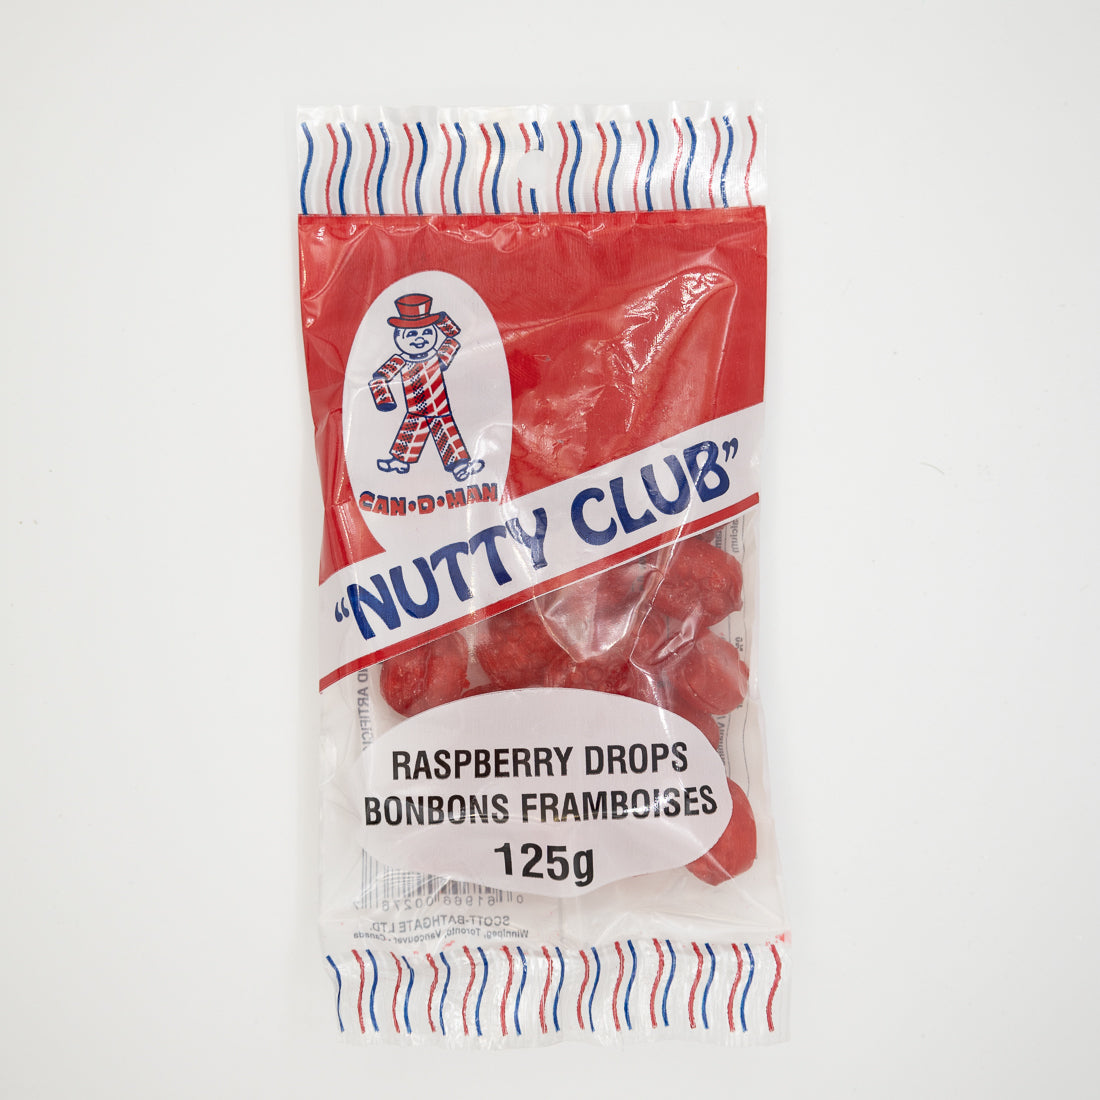 CAN·D·MAN
“NUTTY CLUB”
RASPBERRY DROPS
BONBONS FRAMBOISES
125g
SCOTT-BATHGATE LTD.
Winnipeg, Toronto, Vancouver - Canada